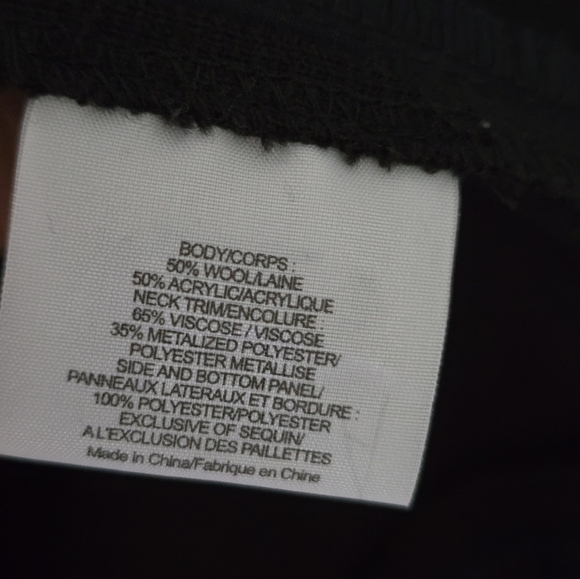 BODY/CORPS :
50% WOOL/LAINE
50% ACRYLIC/ACRYLIQUE
NECK TRIM/ENCOLURE :
65% VISCOSE / VISCOSE
35% METALIZED POLYESTER/
POLYESTER METALLISE
SIDE AND BOTTOM PANEL/
PANNEAUX LATERAUX ET BORDURE :
100% POLYESTER/POLYESTER
EXCLUSIVE OF SEQUIN/
A L'EXCLUSION DES PAILLETTES
Made in China/Fabrique en Chine